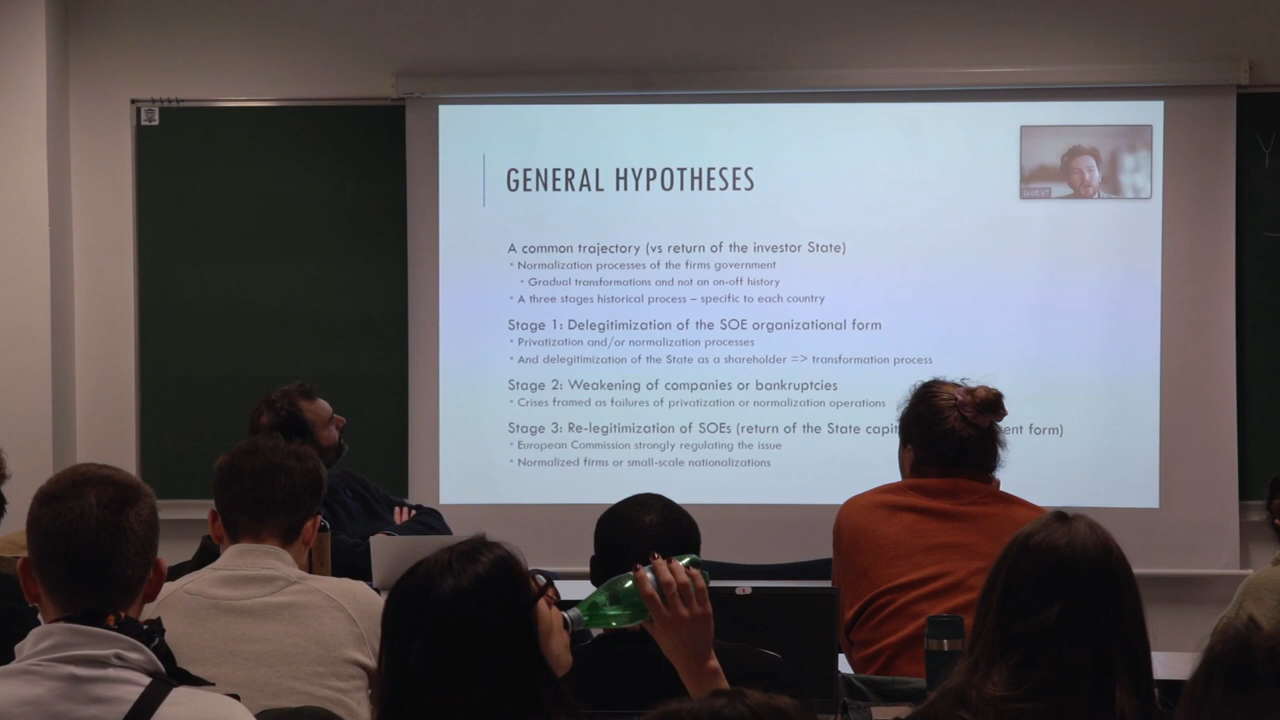 GENERAL HYPOTHESES
Scott VT
A common trajectory (vs return of the investor State)
• Normalization processes of the firms government
• Gradual transformations and not an on-off history
• A three stages historical process – specific to each country
Stage 1: Delegitimization of the SOE organizational form
• Privatization and/or normalization processes
• And delegitimization of the State as a shareholder => transformation process
Stage 2: Weakening of companies or bankruptcies
• Crises framed as failures of privatization or normalization operations
Stage 3: Re-legitimization of SOEs (return of the State form)
• European Commission strongly regulating the issue
• Normalized firms or small-scale nationalizations